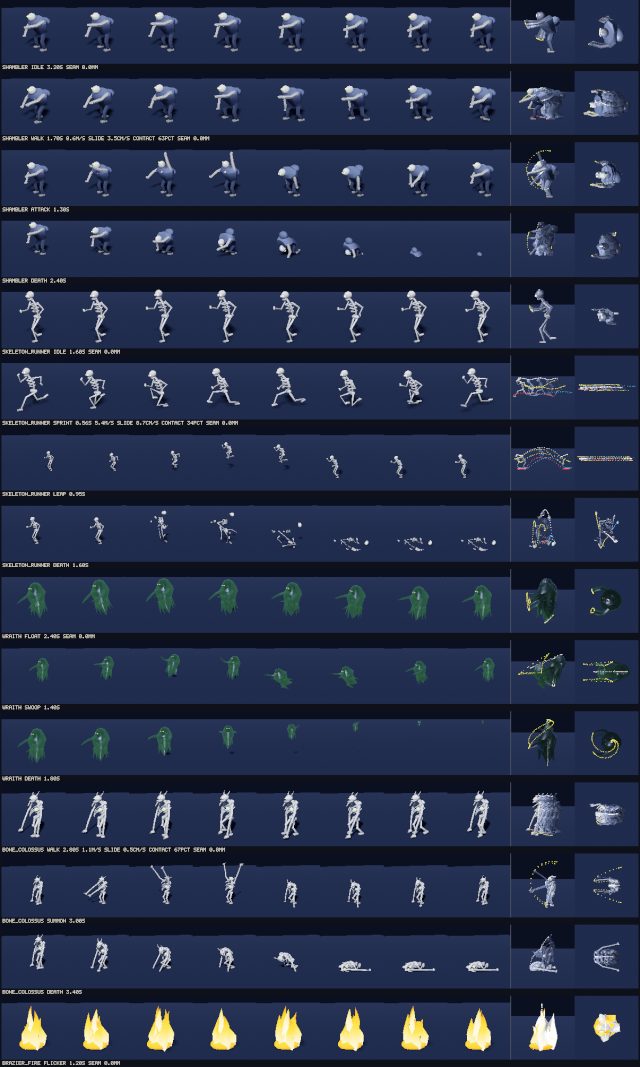 SHAMBLER IDLE 3.20S SEAM 0.0MM
SHAMBLER WALK 1.70S 0.6M/S SLIDE 3.5CM/S CONTACT 63PCT SEAM 0.0MM
SHAMBLER ATTACK 1.30S
SHAMBLER DEATH 2.40S
SKELETON_RUNNER IDLE 1.60S SEAM 0.0MM
SKELETON_RUNNER SPRINT 0.56S 5.4M/S SLIDE 6.7CM/S CONTACT 34PCT SEAM 0.0MM
SKELETON_RUNNER LEAP 0.95S
SKELETON_RUNNER DEATH 1.60S
WRAITH FLOAT 2.40S SEAM 0.0MM
WRAITH SWOOP 1.40S
WRAITH DEATH 1.80S
BONE_COLOSSUS WALK 2.80S 1.1M/S SLIDE 0.5CM/S CONTACT 67PCT SEAM 0.0MM
BONE_COLOSSUS SUMMON 3.00S
BONE_COLOSSUS DEATH 3.40S
BRAZIER_FIRE FLICKER 1.20S SEAM 0.0MM